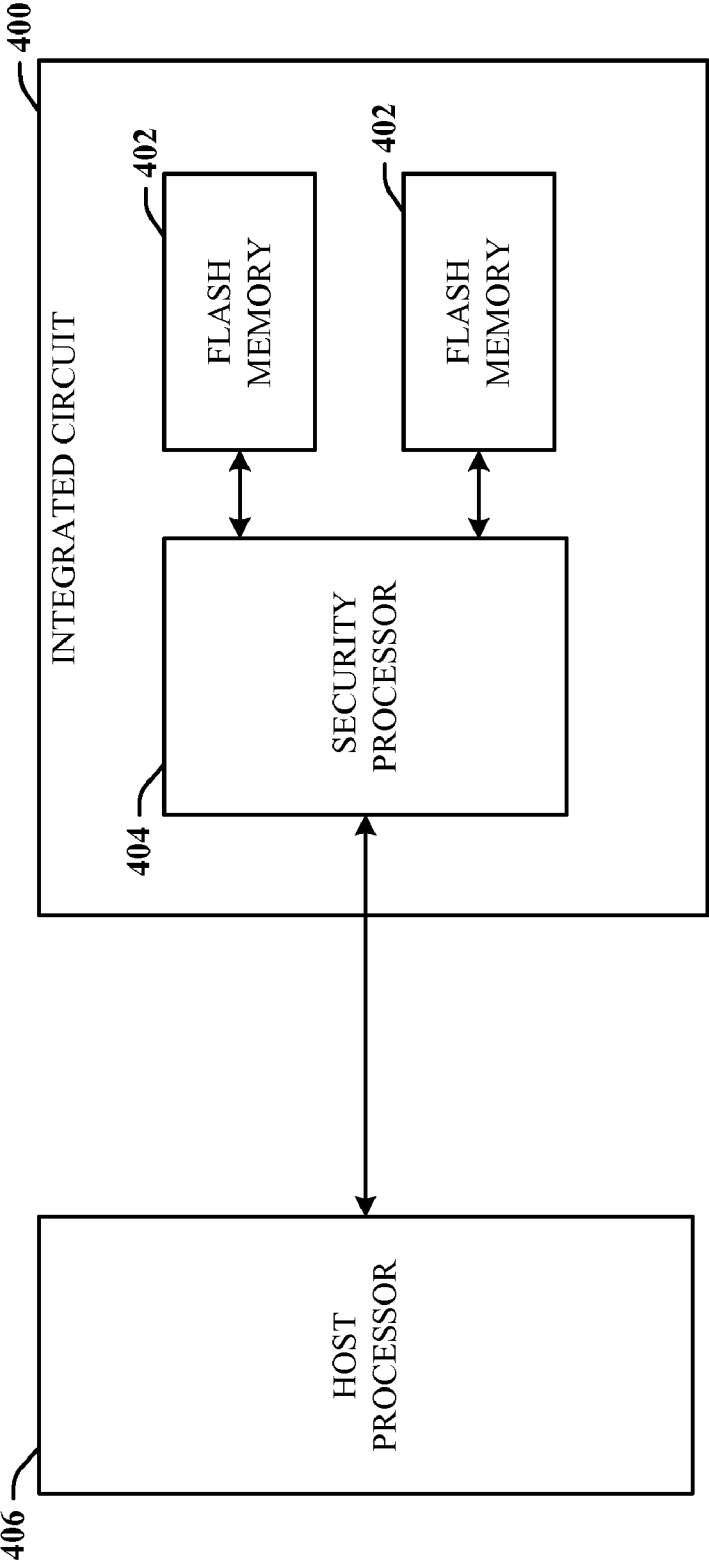 400
INTEGRATED CIRCUIT
402
FLASH
MEMORY
402
FLASH
MEMORY
404
SECURITY
PROCESSOR
406
HOST
PROCESSOR